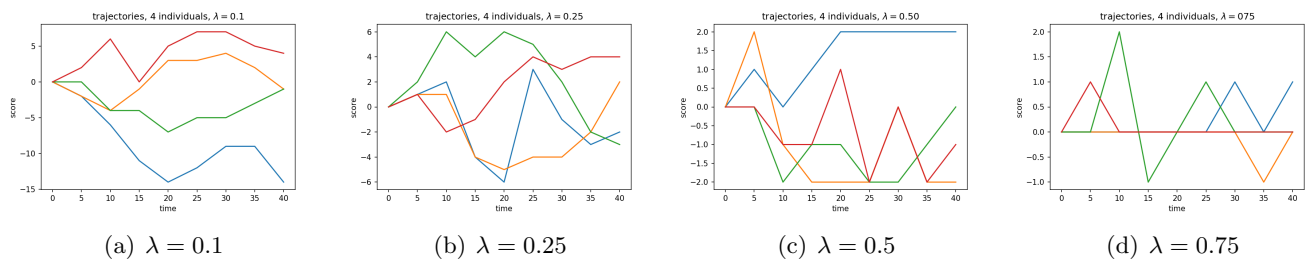 trajectories, 4 individuals, λ = 0.1
score
5
0
−5
−10
−15
0 5 10 15 20 25 30 35 40
time
(a) λ = 0.1
trajectories, 4 individuals, λ = 0.25
score
6
4
2
0
−2
−4
−6
0 5 10 15 20 25 30 35 40
time
(b) λ = 0.25
trajectories, 4 individuals, λ = 0.50
score
2.0
1.5
1.0
0.5
0.0
−0.5
−1.0
−1.5
−2.0
0 5 10 15 20 25 30 35 40
time
(c) λ = 0.5
trajectories, 4 individuals, λ = 075
score
2.0
1.5
1.0
0.5
0.0
−0.5
−1.0
0 5 10 15 20 25 30 35 40
time
(d) λ = 0.75